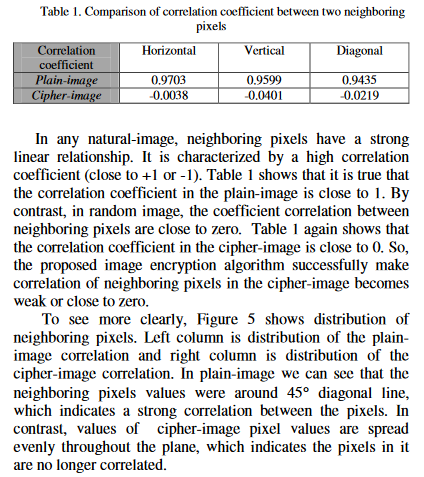 Table 1. Comparison of correlation coefficient between two neighboring
pixels
Correlation coefficient Horizontal Vertical Diagonal
Plain-image 0.9703 0.9599 0.9435
Cipher-image -0.0038 -0.0401 -0.0219
In any natural-image, neighboring pixels have a strong
linear relationship. It is characterized by a high correlation
coefficient (close to +1 or -1). Table 1 shows that it is true that
the correlation coefficient in the plain-image is close to 1. By
contrast, in random image, the coefficient correlation between
neighboring pixels are close to zero. Table 1 again shows that
the correlation coefficient in the cipher-image is close to 0. So,
the proposed image encryption algorithm successfully make
correlation of neighboring pixels in the cipher-image becomes
weak or close to zero.
To see more clearly, Figure 5 shows distribution of
neighboring pixels. Left column is distribution of the plain-
image correlation and right column is distribution of the
cipher-image correlation. In plain-image we can see that the
neighboring pixels values were around 45° diagonal line,
which indicates a strong correlation between the pixels. In
contrast, values of cipher-image pixel values are spread
evenly throughout the plane, which indicates the pixels in it
are no longer correlated.